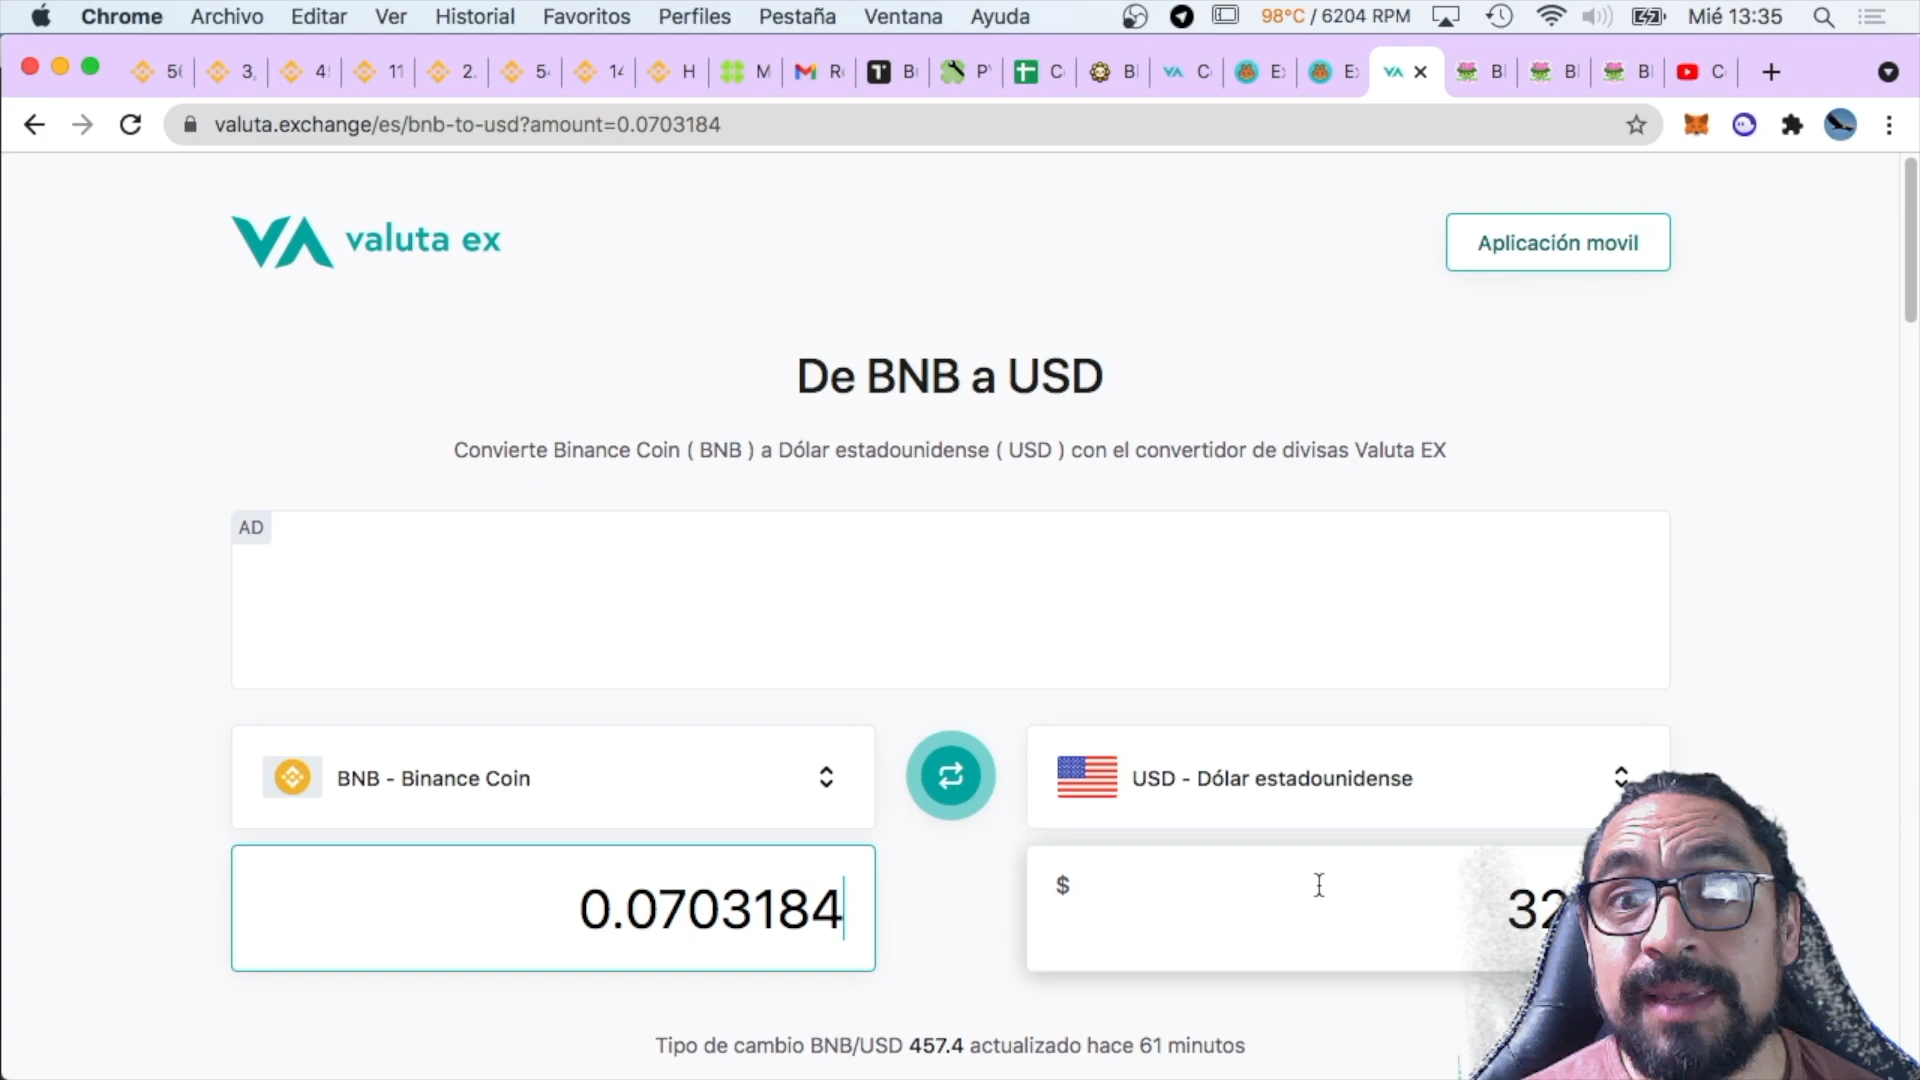 Chrome Archivo Editar Ver Historial Favoritos Perfiles Pestaña Ventana Ayuda 98°C / 6204 RPM Mié 13:35
valuta.exchange/es/bnb-to-usd?amount=0.0703184
valuta ex
Aplicación movil
De BNB a USD
Convierte Binance Coin ( BNB ) a Dólar estadounidense ( USD ) con el convertidor de divisas Valuta EX
AD
BNB - Binance Coin
USD - Dólar estadounidense
0.0703184
$
32
Tipo de cambio BNB/USD 457.4 actualizado hace 61 minutos